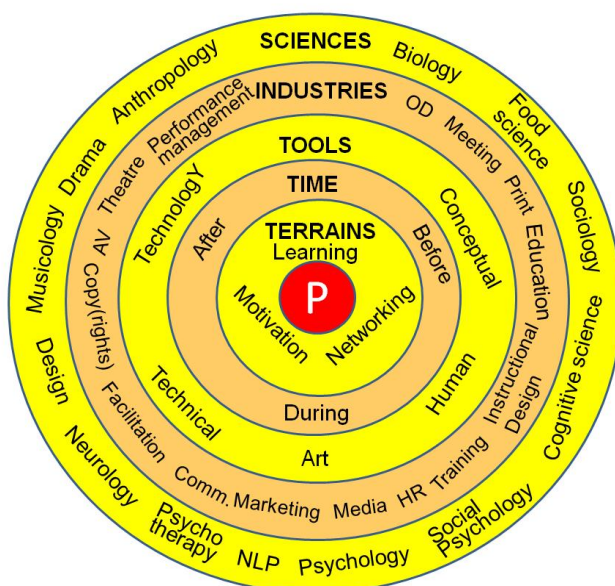 SCIENCES
Biology
Food
science
Sociology
Cognitive science
Social
Psychology
Psychology
NLP
Psycho
therapy
Neurology
Design
Musicology
Drama
Anthropology
INDUSTRIES
OD
Meeting
Print
Education
Instructional
Design
Training
HR
Media
Marketing
Comm.
Facilitation
Copy(rights)
AV
Theatre
Performance
management
TOOLS
Conceptual
Human
Art
Technical
TechnologY
TIME
Before
During
After
TERRAINS
Learning
Networking
Motivation
P